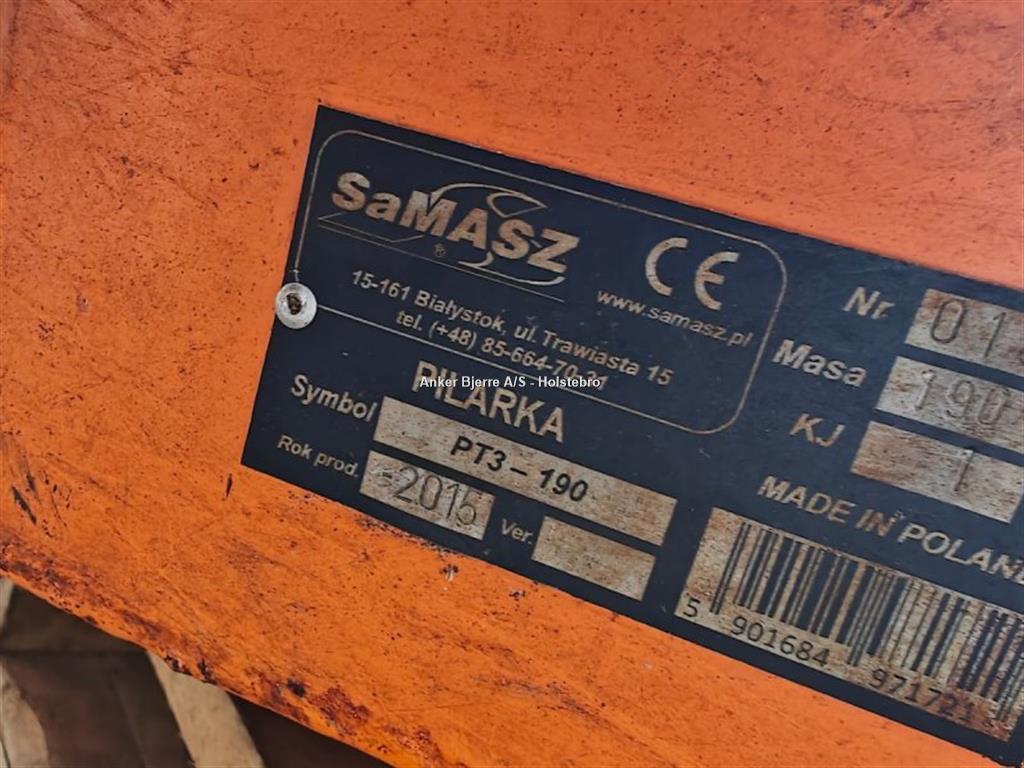 SaMASZ ®
CE
www.samasz.pl
15-161 Białystok, ul. Trawiasta 15
tel. (+48) 85-664-70-31
Anker Bjerre A/S - Holstebro
PILARKA
Symbol PT3-190
Rok prod. 2015 Ver.
Nr 01
Masa 190
KJ 1
MADE IN POLAND
5 901684